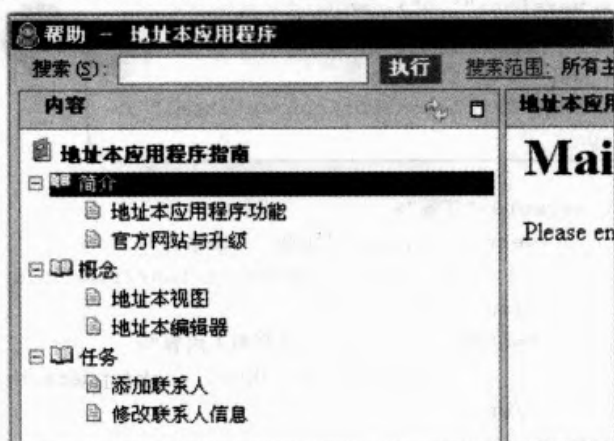 帮助 － 地址本应用程序
搜索(S): 执行 搜索范围: 所有主
内容 地址本应用
地址本应用程序指南
Mai
简介
地址本应用程序功能
Please en
官方网站与升级
概念
地址本视图
地址本编辑器
任务
添加联系人
修改联系人信息